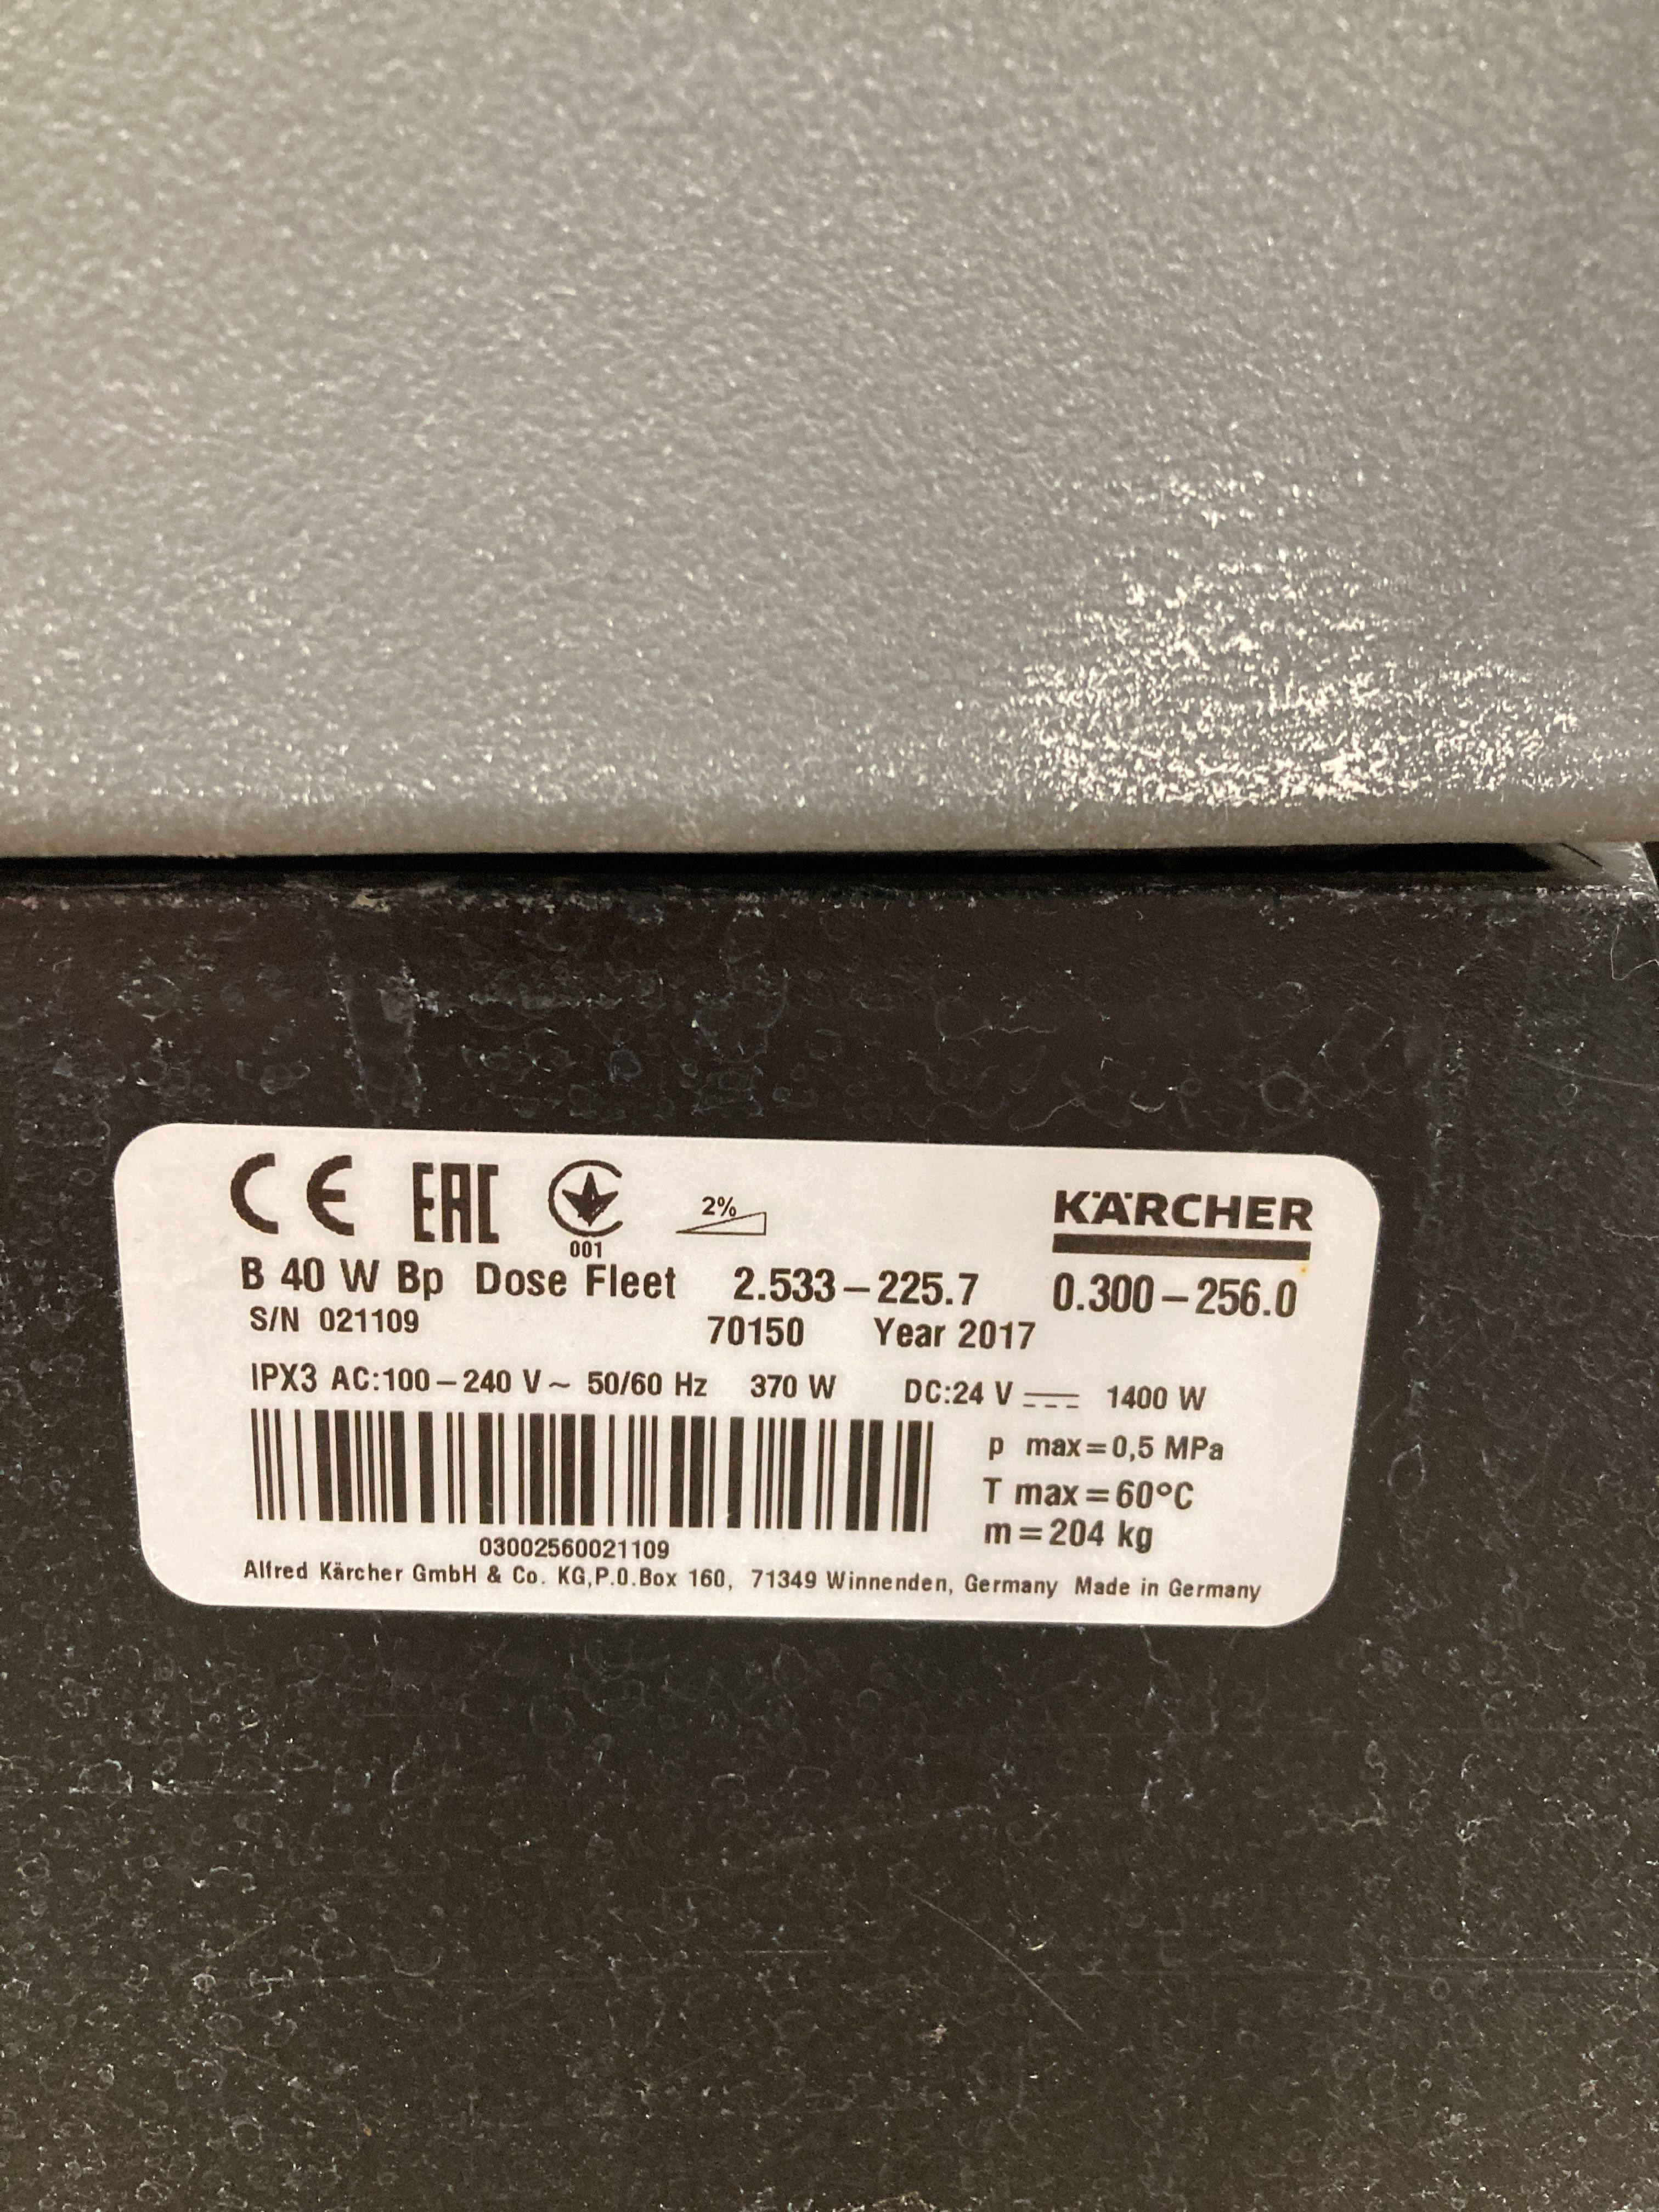 CE EAC 001 2% KÄRCHER
B 40 W Bp Dose Fleet 2.533-225.7 0.300-256.0
S/N 021109 70150 Year 2017
IPX3 AC:100-240 V~ 50/60 Hz 370 W DC:24 V ⎓ 1400 W
p max=0,5 MPa
T max=60°C
m=204 kg
03002560021109
Alfred Kärcher GmbH & Co. KG,P.O.Box 160, 71349 Winnenden, Germany Made in Germany